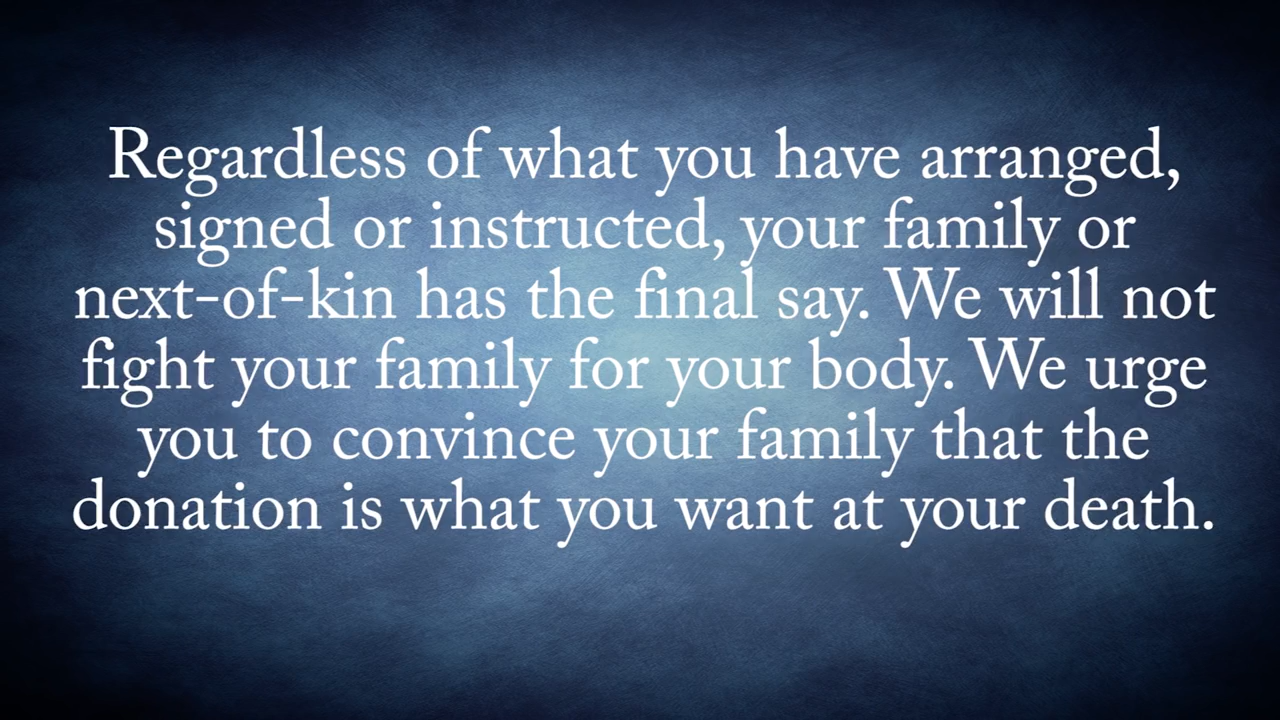 Regardless of what you have arranged,
signed or instructed, your family or
next-of-kin has the final say. We will not
fight your family for your body. We urge
you to convince your family that the
donation is what you want at your death.